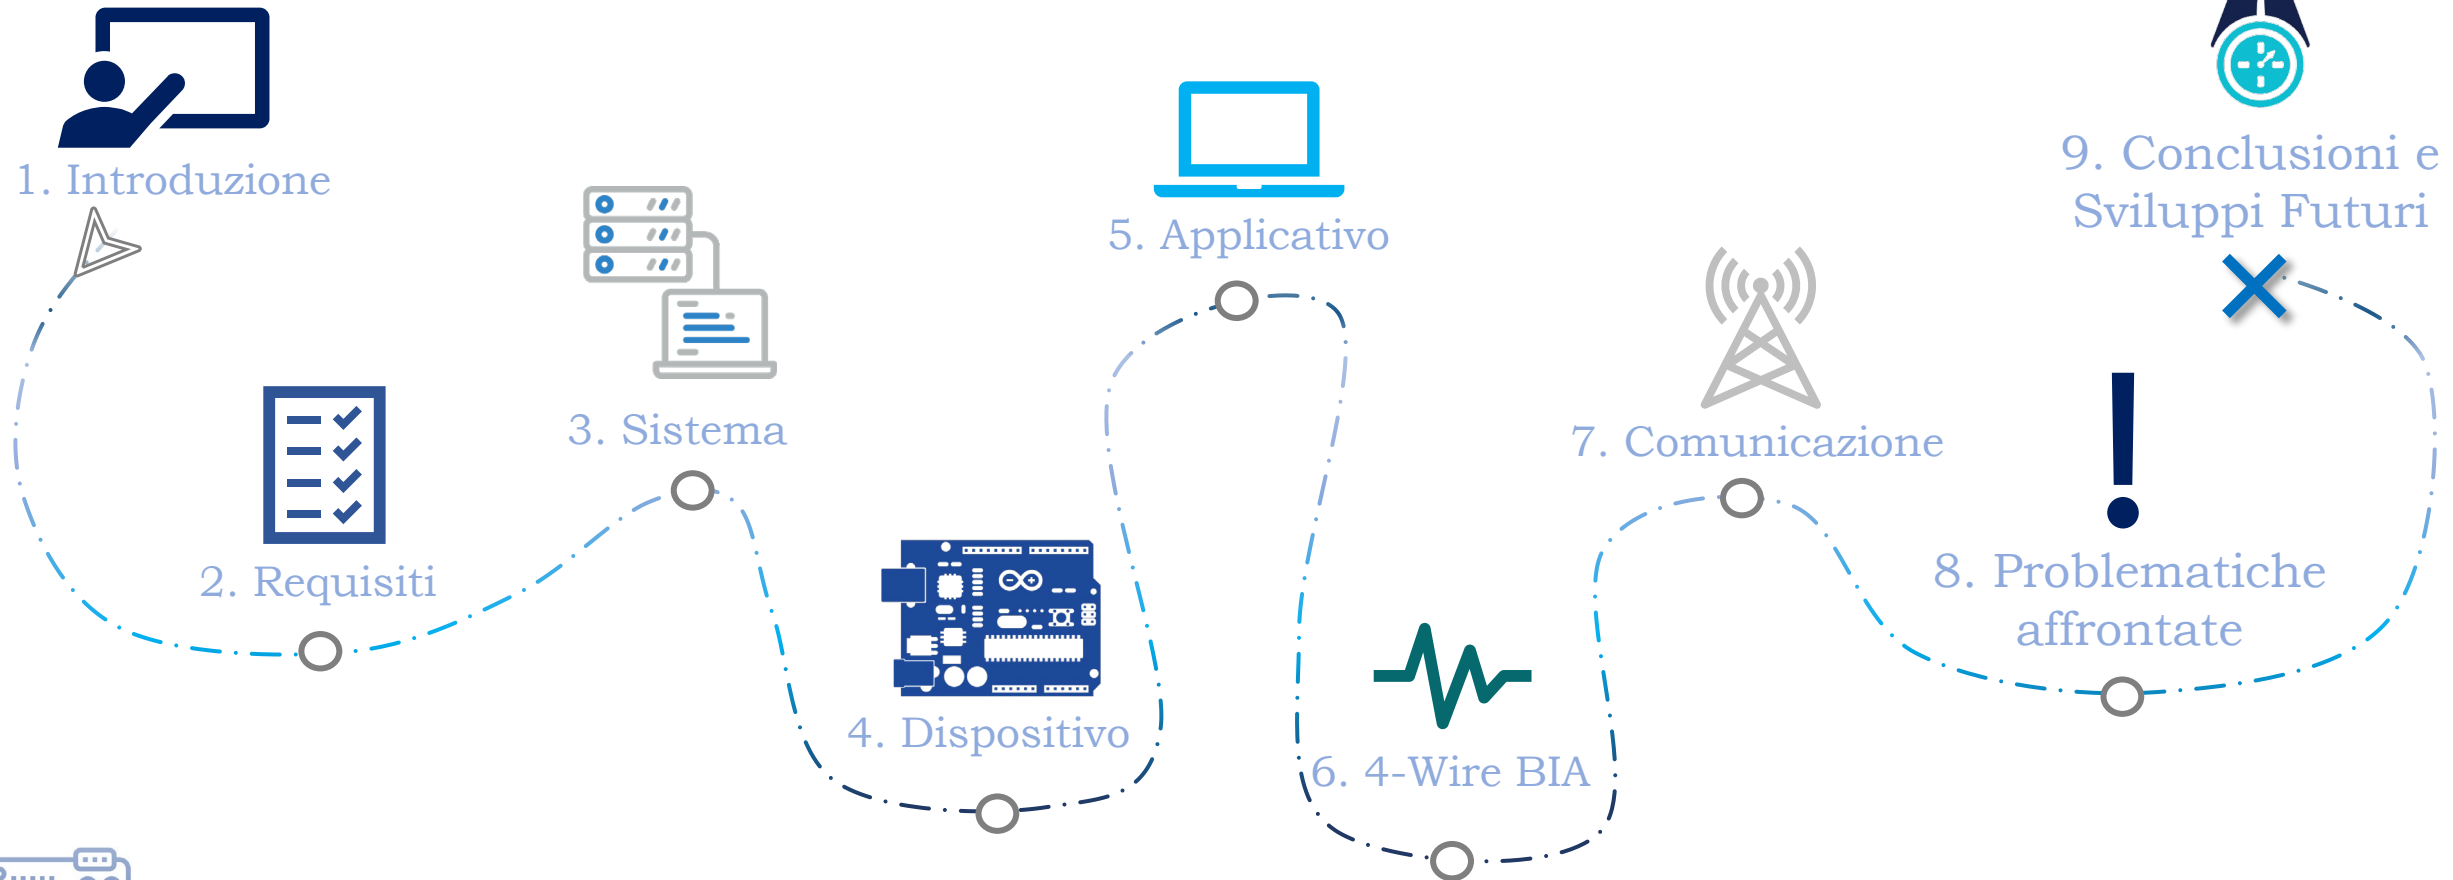 1. Introduzione
2. Requisiti
3. Sistema
4. Dispositivo
5. Applicativo
6. 4-Wire BIA
7. Comunicazione
8. Problematiche
affrontate
9. Conclusioni e
Sviluppi Futuri